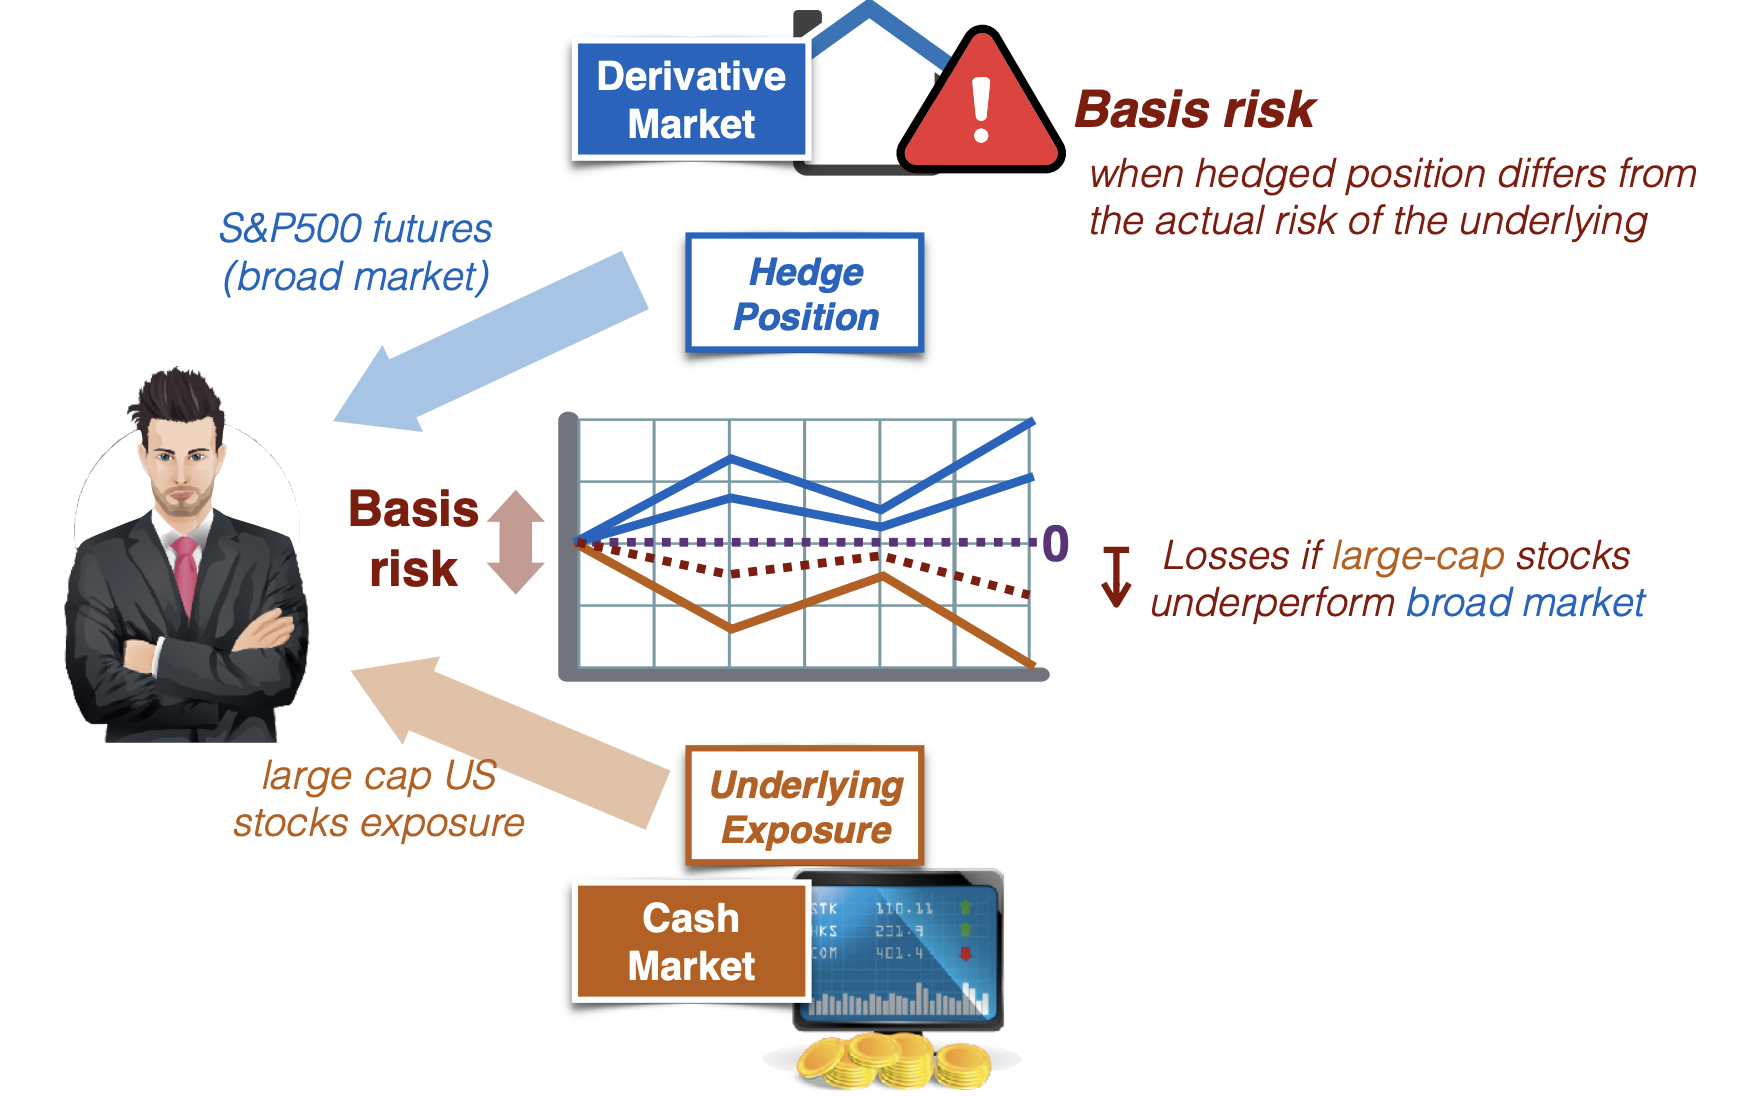 Derivative
Market
Basis risk
when hedged position differs from
the actual risk of the underlying
S&P500 futures
(broad market)
Hedge
Position
Basis
risk
0
Losses if large-cap stocks
underperform broad market
large cap US
stocks exposure
Underlying
Exposure
Cash
Market
STK 110.11
HKS 231.9
COM 401.4